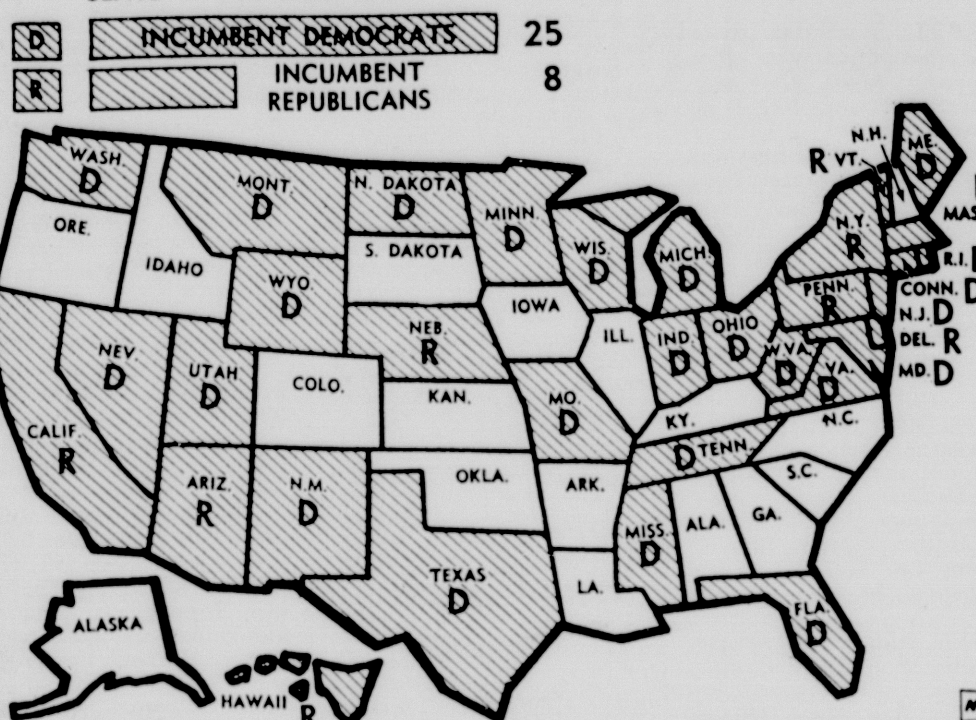 D INCUMBENT DEMOCRATS 25
R INCUMBENT REPUBLICANS 8
N.H.
R VT.
ME. D
WASH. D
MONT. D
N. DAKOTA D
MINN. D
MAS
ORE.
IDAHO
S. DAKOTA
WIS. D
MICH. D
N.Y. R
R.I.
WYO. D
PENN. R
CONN. D
N.J. D
IOWA
NEB. R
ILL.
IND. D
OHIO D
DEL. R
NEV. D
UTAH D
COLO.
W.VA. D
VA. D
MD. D
KAN.
MO. D
KY.
N.C.
CALIF. R
D TENN.
ARIZ. R
N.M. D
OKLA.
ARK.
S.C.
MISS. D
ALA.
GA.
TEXAS D
LA.
FLA. D
ALASKA
HAWAII R